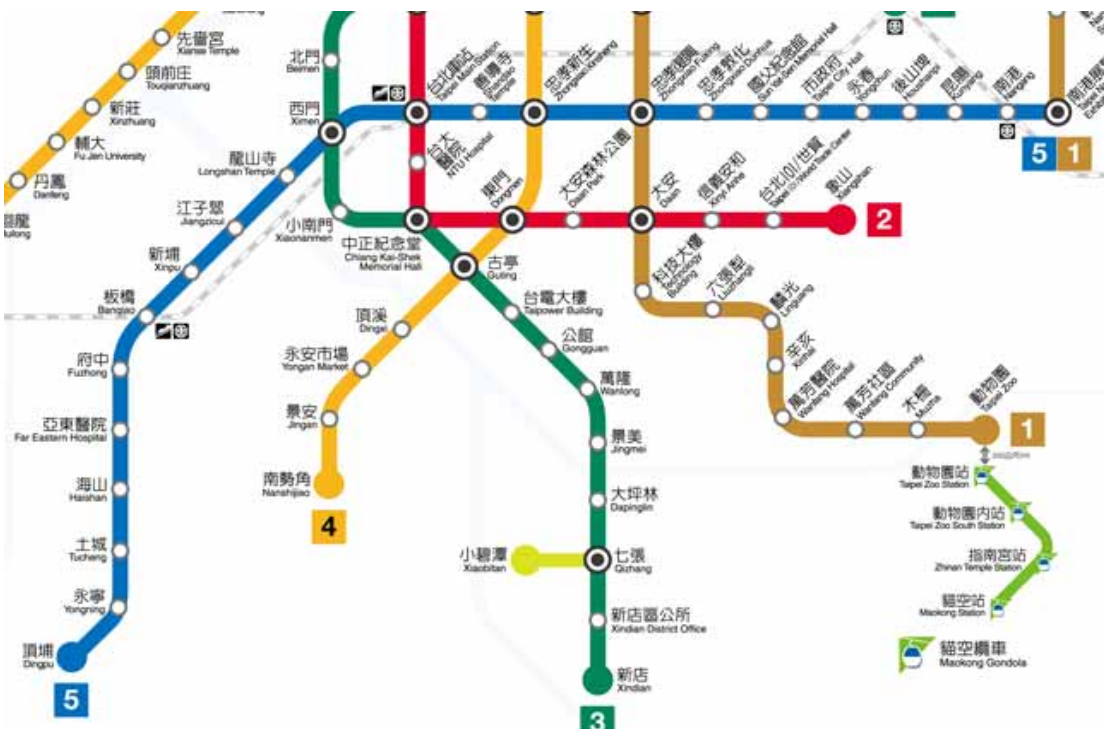 先嗇宮
Xianse Temple
頭前庄
Touqianzhuang
新莊
Xinzhuang
輔大
Fu Jen University
丹鳳
Danfeng
迴龍
Huilong
北門
Beimen
西門
Ximen
龍山寺
Longshan Temple
江子翠
Jiangzicui
新埔
Xinpu
板橋
Banqiao
府中
Fuzhong
亞東醫院
Far Eastern Hospital
海山
Haishan
土城
Tucheng
永寧
Yongning
頂埔
Dingpu
5
台北車站
Taipei Main Station
善導寺
Shandao
Temple
忠孝新生
Zhongxiao Xinsheng
忠孝復興
Zhongxiao Fuxing
忠孝敦化
Zhongxiao Dunhua
國父紀念館
Sun Yat-Sen Memorial Hall
市政府
Taipei City Hall
永春
Yongchun
後山埤
Houshanpi
昆陽
Kunyang
南港
Nangang
南港展
5
1
台大
醫院
NTU Hospital
小南門
Xiaonanmen
中正紀念堂
Chiang Kai-Shek
Memorial Hall
東門
Dongmen
大安森林公園
Daan Park
大安
Daan
信義安和
Xinyi Anhe
台北101/世貿
Taipei 101/World Trade Center
象山
Xiangshan
2
古亭
Guting
頂溪
Dingxi
永安市場
Yongan Market
景安
Jingan
南勢角
Nanshijiao
4
台電大樓
Taipower Building
公館
Gongguan
萬隆
Wanlong
景美
Jingmei
大坪林
Dapinglin
小碧潭
Xiaobitan
七張
Qizhang
新店區公所
Xindian District Office
新店
Xindian
3
科技大樓
Technology
Building
六張犁
Liuzhangli
麟光
Linguang
辛亥
Xinhai
萬芳醫院
Wanfang Hospital
萬芳社區
Wanfang Community
木柵
Muzha
動物園
Taipei Zoo
1
動物園站
Taipei Zoo Station
動物園內站
Taipei Zoo South Station
指南宮站
Zhinan Temple Station
貓空站
Maokong Station
貓空纜車
Maokong Gondola